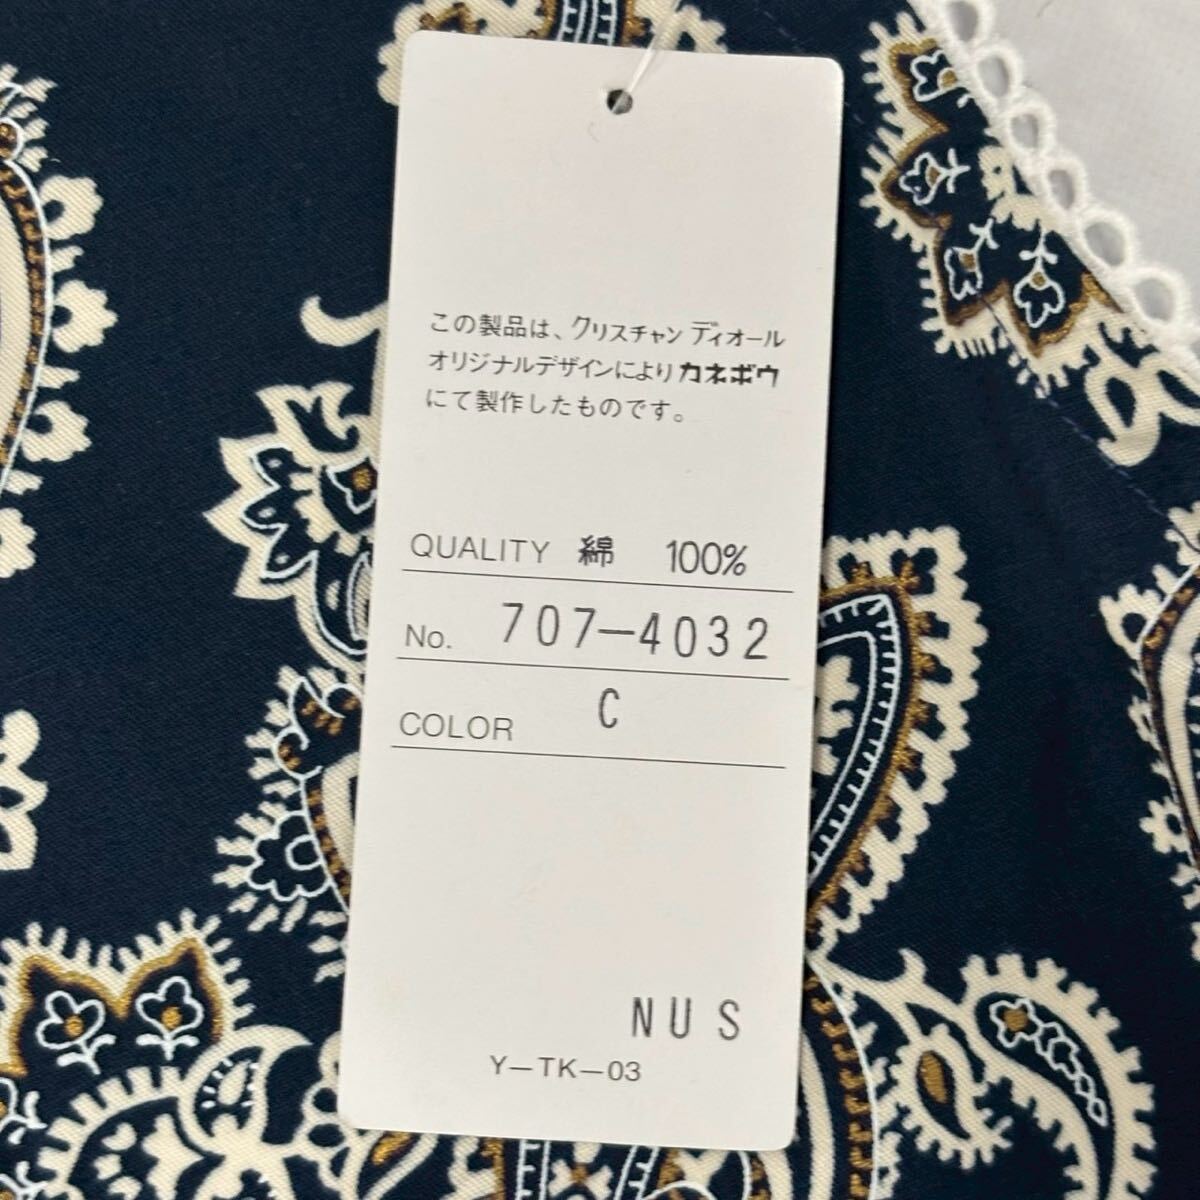 この製品は、クリスチャン ディオール
オリジナルデザインによりカネボウ
にて製作したものです。
QUALITY 綿 100%
No. 707-4032
COLOR C
NUS
Y-TK-03